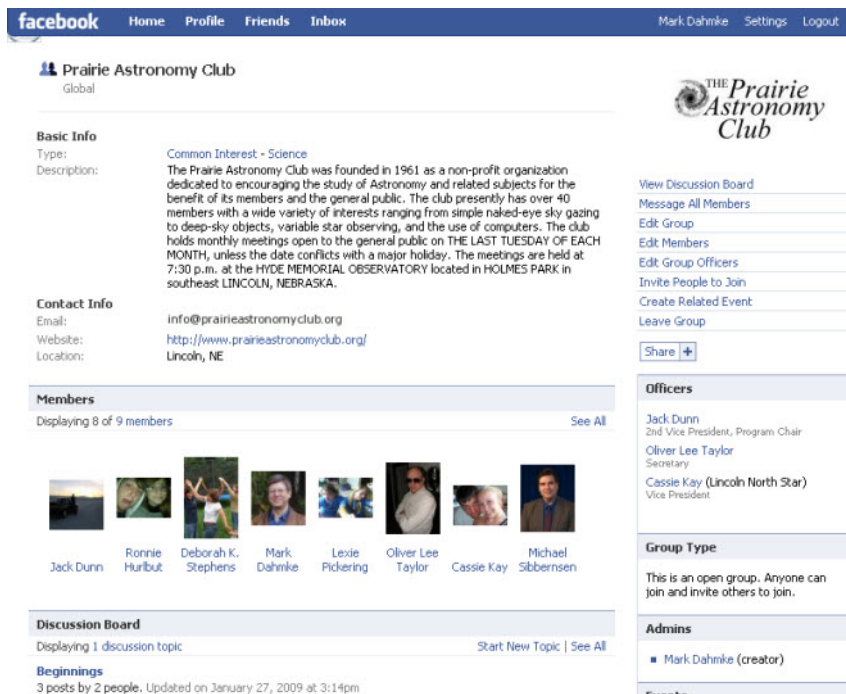 facebook Home Profile Friends Inbox Mark Dahmke Settings Logout
Prairie Astronomy Club
Global
Basic Info
Type: Common Interest - Science
Description: The Prairie Astronomy Club was founded in 1961 as a non-profit organization
dedicated to encouraging the study of Astronomy and related subjects for the
benefit of its members and the general public. The club presently has over 40
members with a wide variety of interests ranging from simple naked-eye sky gazing
to deep-sky objects, variable star observing, and the use of computers. The club
holds monthly meetings open to the general public on THE LAST TUESDAY OF EACH
MONTH, unless the date conflicts with a major holiday. The meetings are held at
7:30 p.m. at the HYDE MEMORIAL OBSERVATORY located in HOLMES PARK in
southeast LINCOLN, NEBRASKA.
Contact Info
Email: info@prairieastronomyclub.org
Website: http://www.prairieastronomyclub.org/
Location: Lincoln, NE
Members
Displaying 8 of 9 members See All
Jack Dunn
Ronnie
Hurlbut
Deborah K.
Stephens
Mark
Dahmke
Lexie
Pickering
Oliver Lee
Taylor
Cassie Kay
Michael
Sibbernsen
Discussion Board
Displaying 1 discussion topic Start New Topic | See All
Beginnings
3 posts by 2 people. Updated on January 27, 2009 at 3:14pm
THE Prairie
Astronomy
Club
View Discussion Board
Message All Members
Edit Group
Edit Members
Edit Group Officers
Invite People to Join
Create Related Event
Leave Group
Share +
Officers
Jack Dunn
2nd Vice President, Program Chair
Oliver Lee Taylor
Secretary
Cassie Kay (Lincoln North Star)
Vice President
Group Type
This is an open group. Anyone can
join and invite others to join.
Admins
Mark Dahmke (creator)